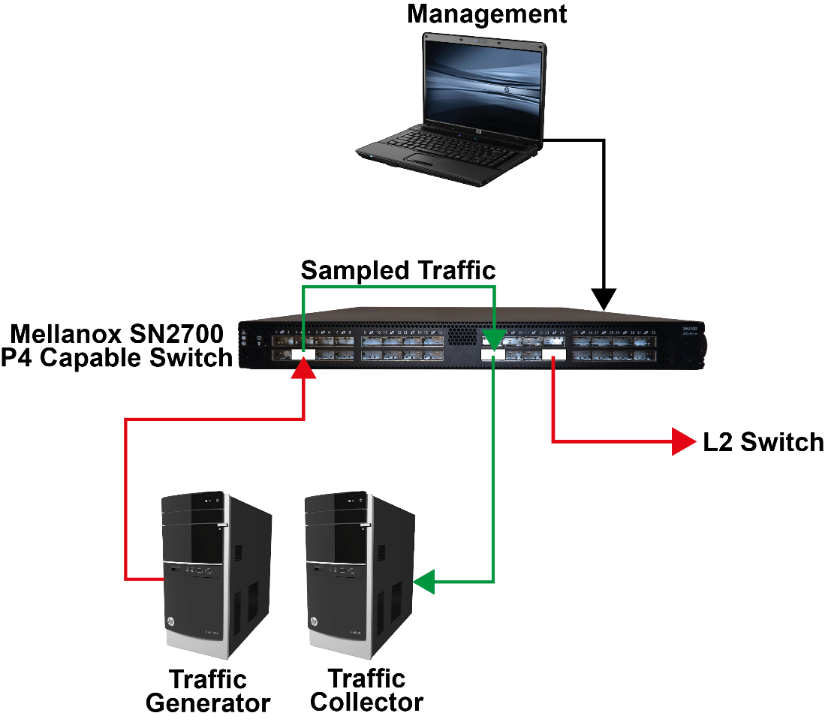 Management
Sampled Traffic
Mellanox SN2700
P4 Capable Switch
L2 Switch
Traffic
Generator
Traffic
Collector